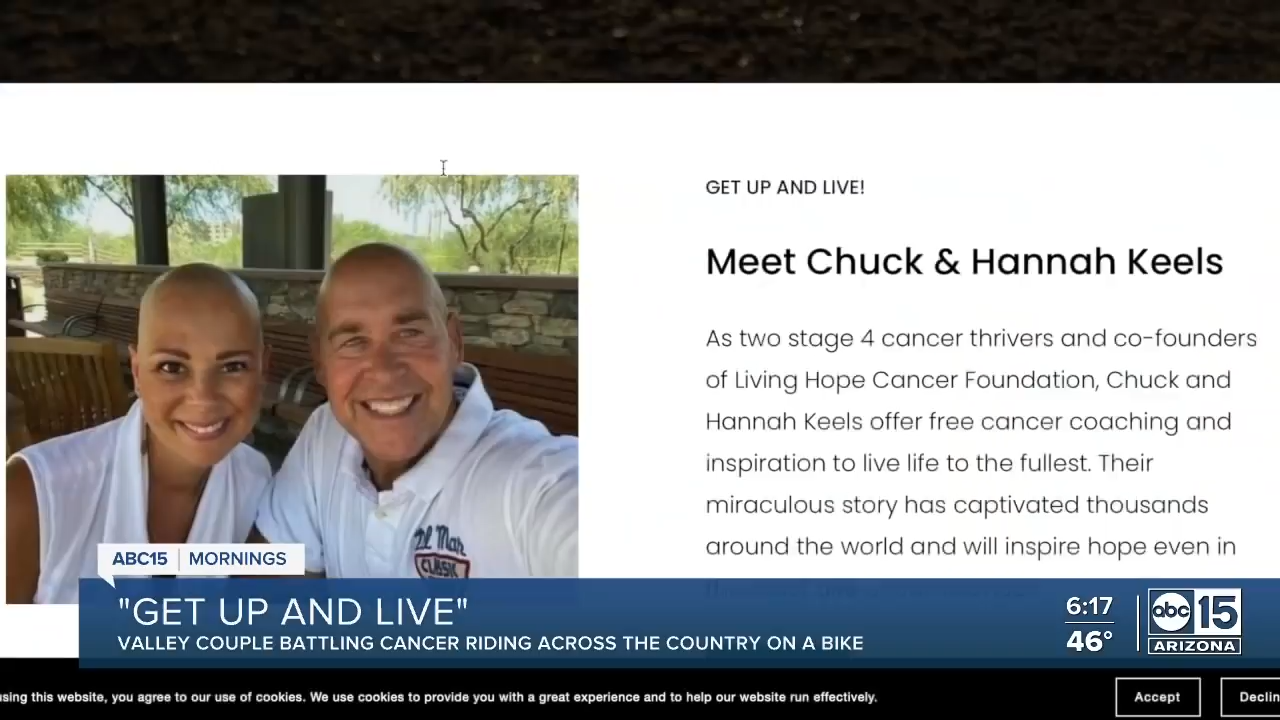 GET UP AND LIVE!
Meet Chuck & Hannah Keels
As two stage 4 cancer thrivers and co-founders
of Living Hope Cancer Foundation, Chuck and
Hannah Keels offer free cancer coaching and
inspiration to live life to the fullest. Their
miraculous story has captivated thousands
around the world and will inspire hope even in
Del Mar
CLASSIC
ABC15 | MORNINGS
"GET UP AND LIVE"
VALLEY COUPLE BATTLING CANCER RIDING ACROSS THE COUNTRY ON A BIKE
6:17
46°
abc 15
ARIZONA
using this website, you agree to our use of cookies. We use cookies to provide you with a great experience and to help our website run effectively.
Accept
Declin